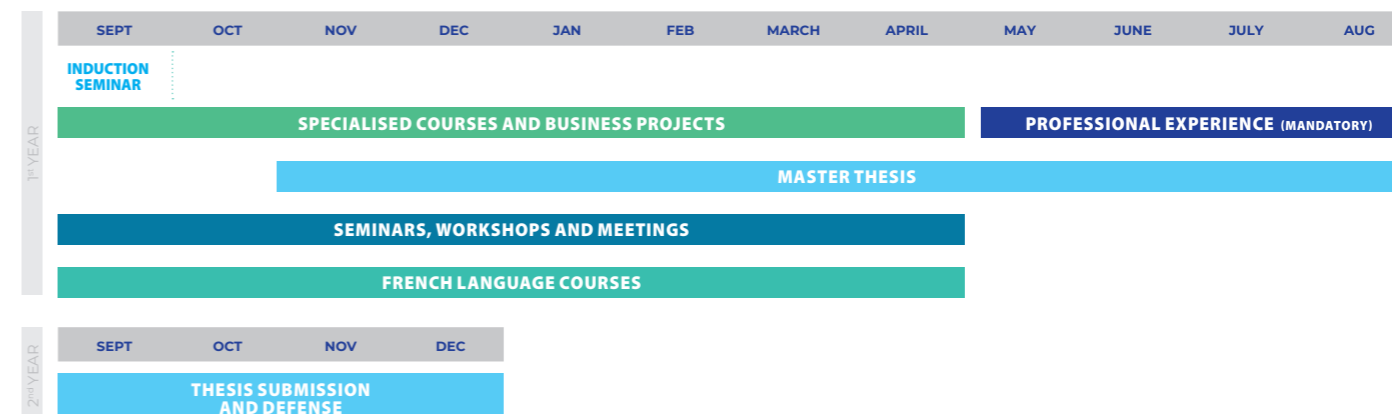 SEPT OCT NOV DEC JAN FEB MARCH APRIL MAY JUNE JULY AUG
1st YEAR
INDUCTION
SEMINAR
SPECIALISED COURSES AND BUSINESS PROJECTS
PROFESSIONAL EXPERIENCE (MANDATORY)
MASTER THESIS
SEMINARS, WORKSHOPS AND MEETINGS
FRENCH LANGUAGE COURSES
2nd YEAR
SEPT OCT NOV DEC
THESIS SUBMISSION
AND DEFENSE